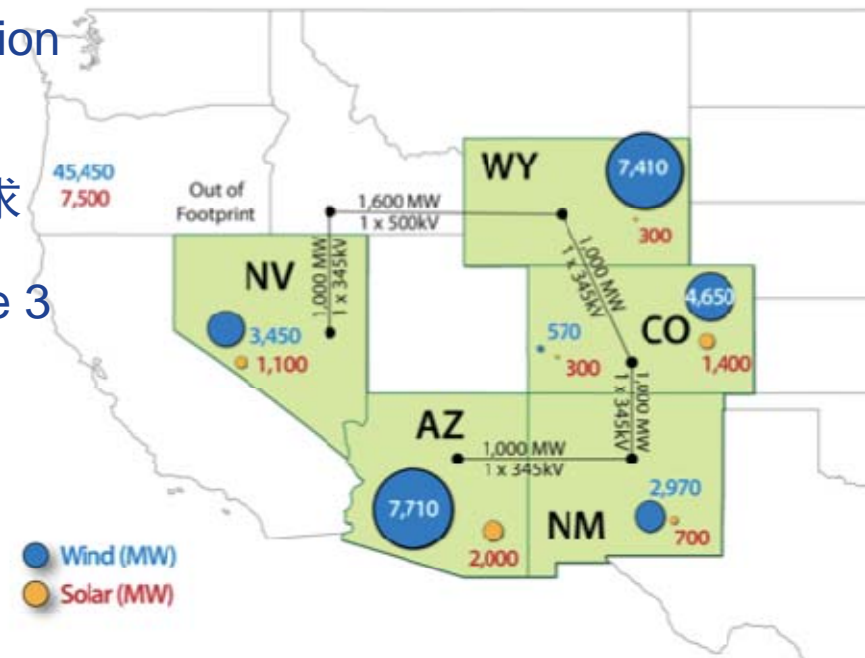 ion
求
e 3
45,450
7,500
Out of
Footprint
1,600 MW
1 x 500kV
WY
7,410
300
NV
1,000 MW
1 x 345kV
3,450
1,100
1,000 MW
1 x 345kV
4,650
570
300
CO
1,400
1,000 MW
1 x 345kV
AZ
1,000 MW
1 x 345kV
7,710
2,000
2,970
NM
700
Wind (MW)
Solar (MW)